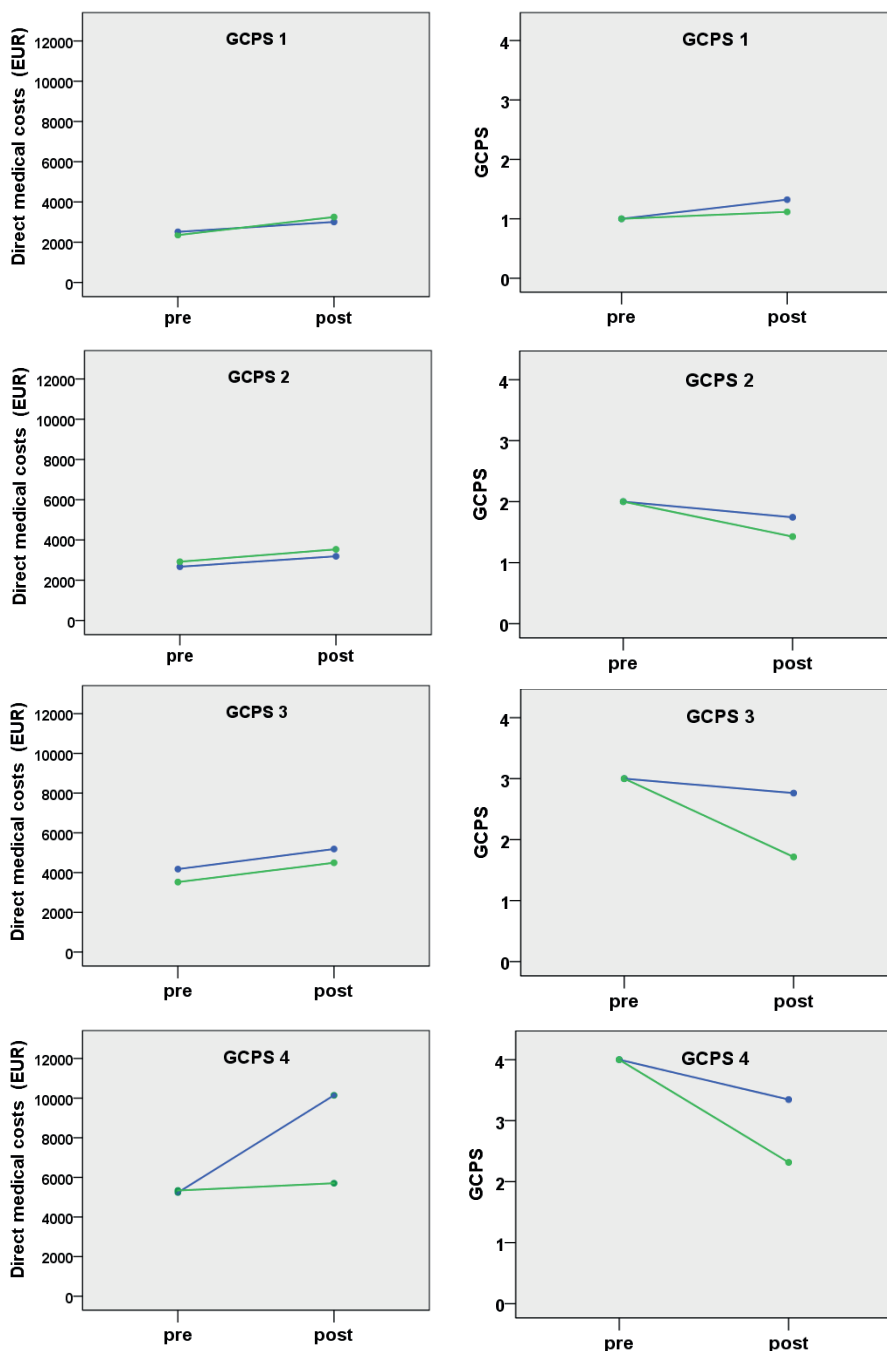 Direct medical costs (EUR)
GCPS 1
12000
10000
8000
6000
4000
2000
0
pre post
GCPS
GCPS 1
4
3
2
1
0
pre post
Direct medical costs (EUR)
GCPS 2
12000
10000
8000
6000
4000
2000
0
pre post
GCPS
GCPS 2
4
3
2
1
0
pre post
Direct medical costs (EUR)
GCPS 3
12000
10000
8000
6000
4000
2000
0
pre post
GCPS
GCPS 3
4
3
2
1
0
pre post
Direct medical costs (EUR)
GCPS 4
12000
10000
8000
6000
4000
2000
0
pre post
GCPS
GCPS 4
4
3
2
1
0
pre post